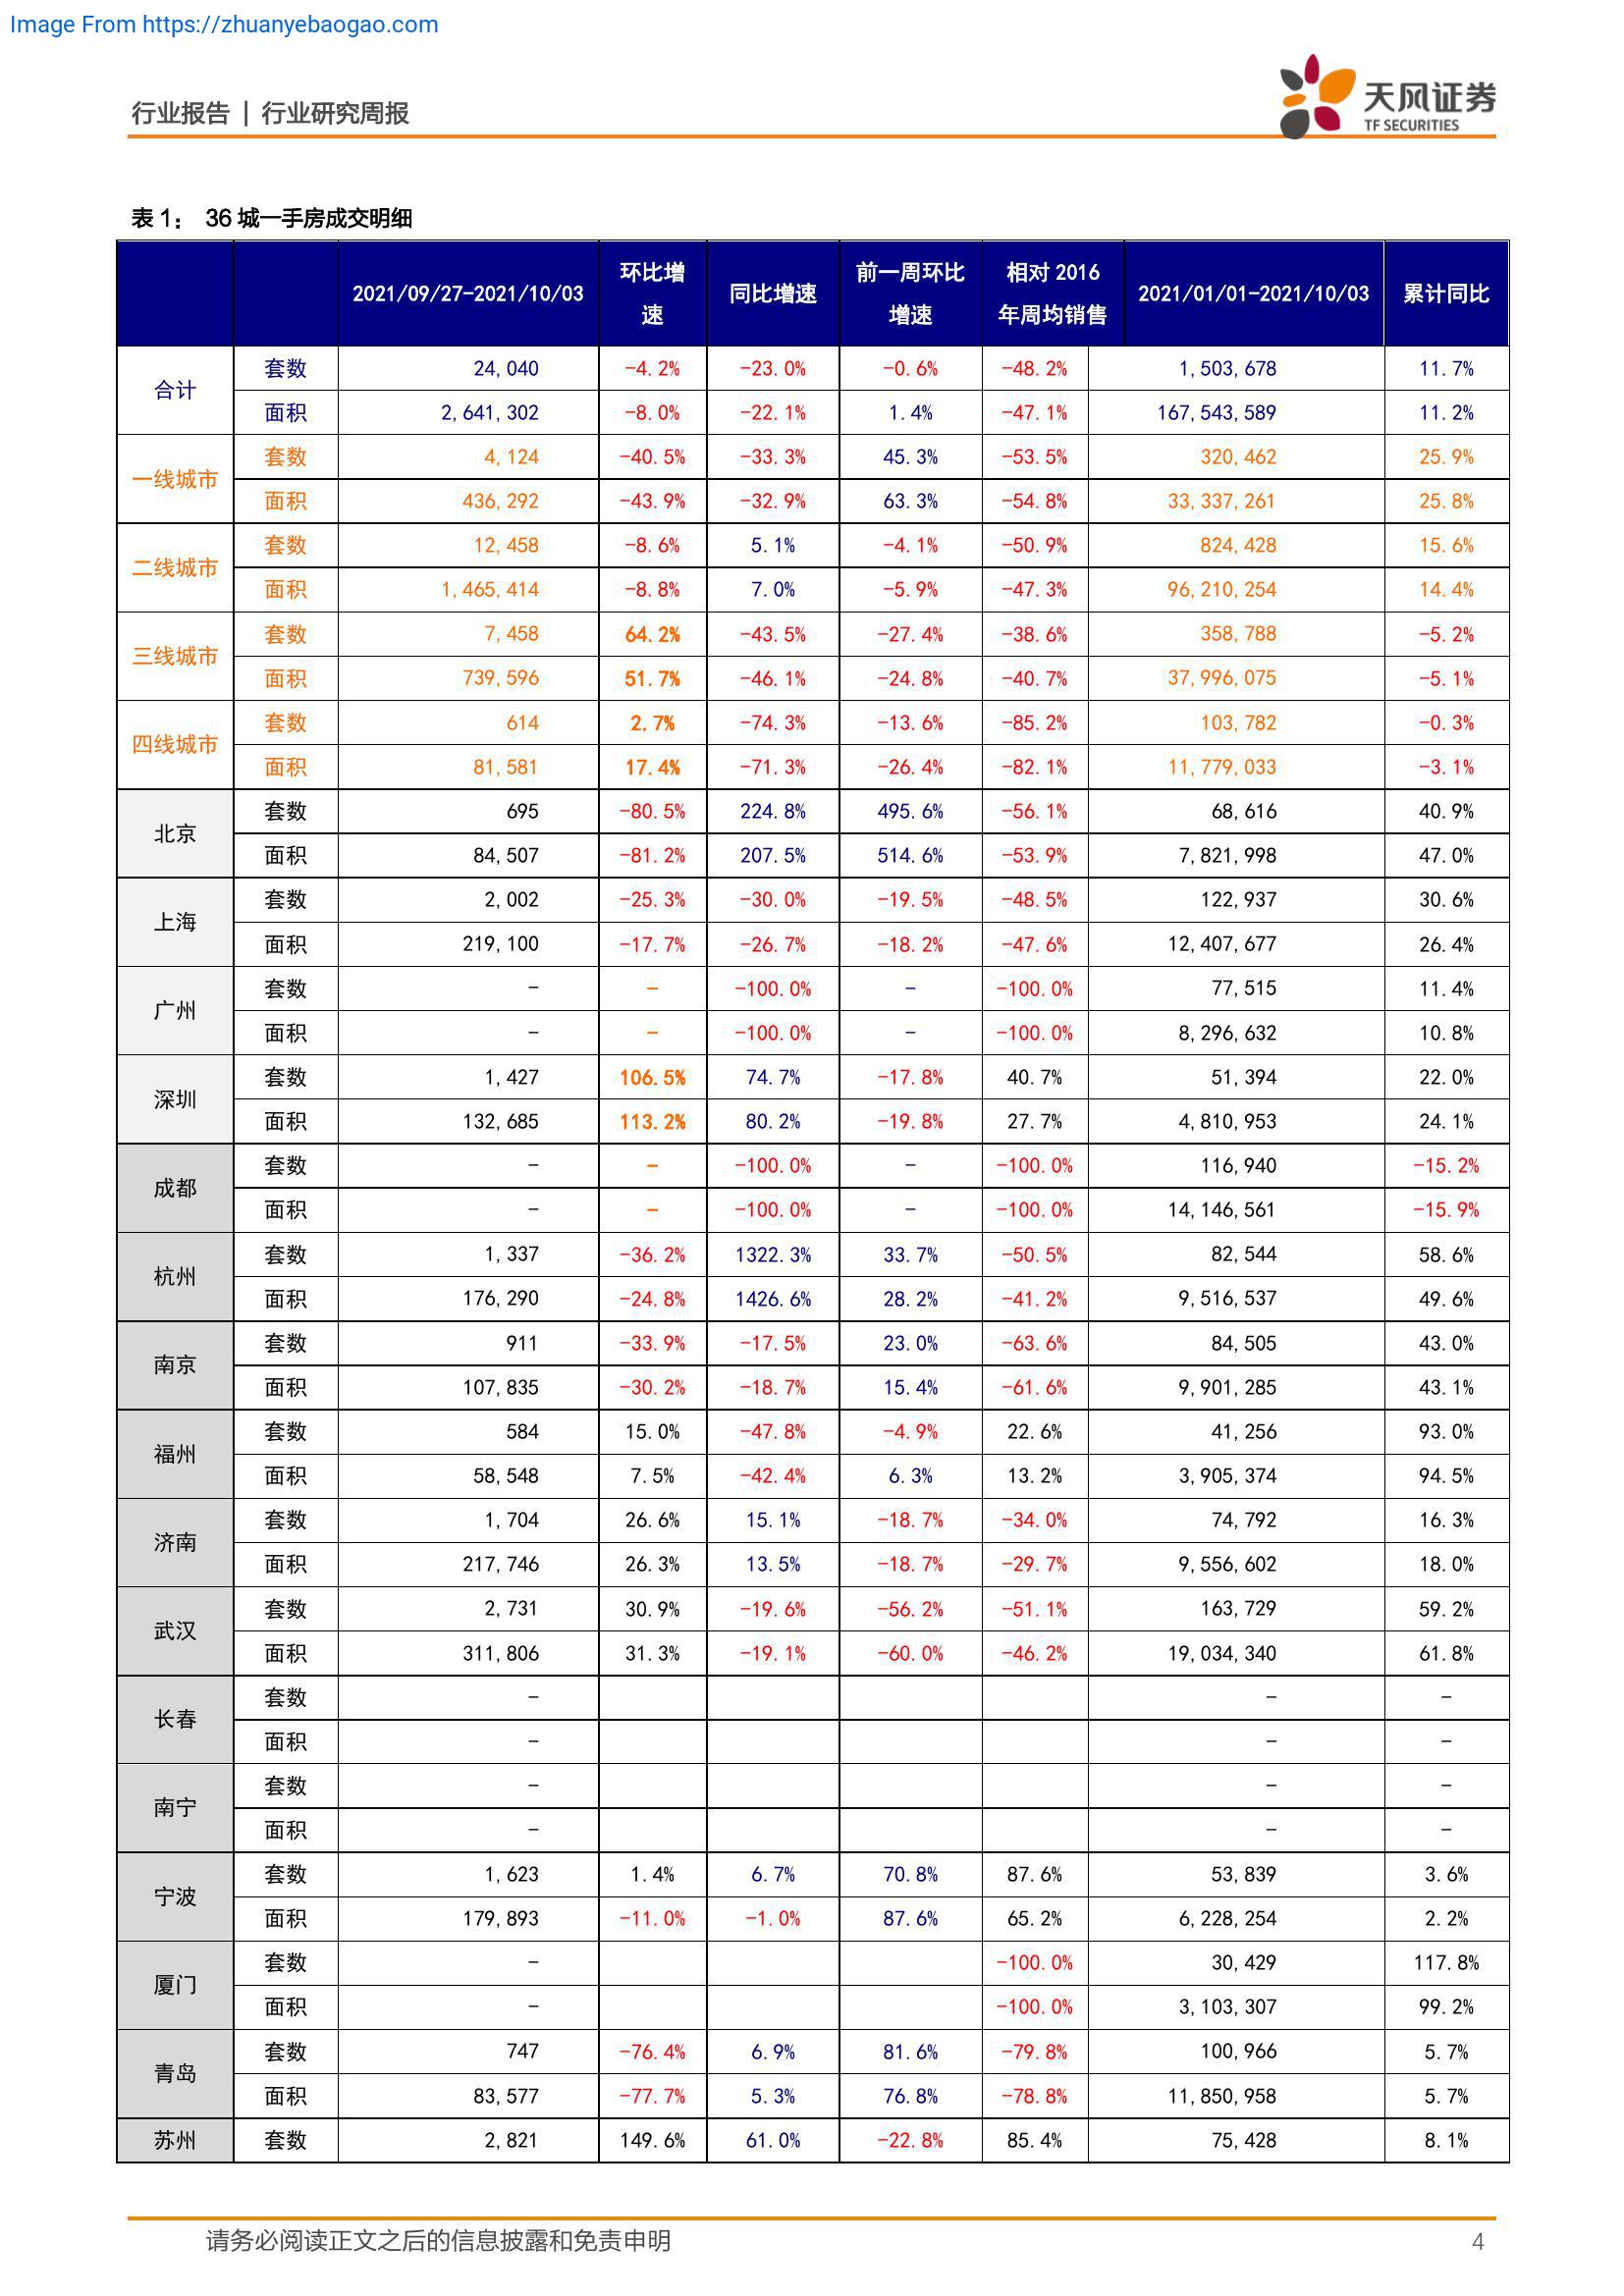 Image From https://zhuanyebaogao.com
行业报告 | 行业研究周报
天风证券
TF SECURITIES
表 1： 36 城一手房成交明细
2021/09/27-2021/10/03 环比增速 同比增速 前一周环比增速 相对 2016 年周均销售 2021/01/01-2021/10/03 累计同比
合计 套数 24,040 -4.2% -23.0% -0.6% -48.2% 1,503,678 11.7%
面积 2,641,302 -8.0% -22.1% 1.4% -47.1% 167,543,589 11.2%
一线城市 套数 4,124 -40.5% -33.3% 45.3% -53.5% 320,462 25.9%
面积 436,292 -43.9% -32.9% 63.3% -54.8% 33,337,261 25.8%
二线城市 套数 12,458 -8.6% 5.1% -4.1% -50.9% 824,428 15.6%
面积 1,465,414 -8.8% 7.0% -5.9% -47.3% 96,210,254 14.4%
三线城市 套数 7,458 64.2% -43.5% -27.4% -38.6% 358,788 -5.2%
面积 739,596 51.7% -46.1% -24.8% -40.7% 37,996,075 -5.1%
四线城市 套数 614 2.7% -74.3% -13.6% -85.2% 103,782 -0.3%
面积 81,581 17.4% -71.3% -26.4% -82.1% 11,779,033 -3.1%
北京 套数 695 -80.5% 224.8% 495.6% -56.1% 68,616 40.9%
面积 84,507 -81.2% 207.5% 514.6% -53.9% 7,821,998 47.0%
上海 套数 2,002 -25.3% -30.0% -19.5% -48.5% 122,937 30.6%
面积 219,100 -17.7% -26.7% -18.2% -47.6% 12,407,677 26.4%
广州 套数 - - -100.0% - -100.0% 77,515 11.4%
面积 - - -100.0% - -100.0% 8,296,632 10.8%
深圳 套数 1,427 106.5% 74.7% -17.8% 40.7% 51,394 22.0%
面积 132,685 113.2% 80.2% -19.8% 27.7% 4,810,953 24.1%
成都 套数 - - -100.0% - -100.0% 116,940 -15.2%
面积 - - -100.0% - -100.0% 14,146,561 -15.9%
杭州 套数 1,337 -36.2% 1322.3% 33.7% -50.5% 82,544 58.6%
面积 176,290 -24.8% 1426.6% 28.2% -41.2% 9,516,537 49.6%
南京 套数 911 -33.9% -17.5% 23.0% -63.6% 84,505 43.0%
面积 107,835 -30.2% -18.7% 15.4% -61.6% 9,901,285 43.1%
福州 套数 584 15.0% -47.8% -4.9% 22.6% 41,256 93.0%
面积 58,548 7.5% -42.4% 6.3% 13.2% 3,905,374 94.5%
济南 套数 1,704 26.6% 15.1% -18.7% -34.0% 74,792 16.3%
面积 217,746 26.3% 13.5% -18.7% -29.7% 9,556,602 18.0%
武汉 套数 2,731 30.9% -19.6% -56.2% -51.1% 163,729 59.2%
面积 311,806 31.3% -19.1% -60.0% -46.2% 19,034,340 61.8%
长春 套数 - - -
面积 - - -
南宁 套数 - - -
面积 - - -
宁波 套数 1,623 1.4% 6.7% 70.8% 87.6% 53,839 3.6%
面积 179,893 -11.0% -1.0% 87.6% 65.2% 6,228,254 2.2%
厦门 套数 - -100.0% 30,429 117.8%
面积 - -100.0% 3,103,307 99.2%
青岛 套数 747 -76.4% 6.9% 81.6% -79.8% 100,966 5.7%
面积 83,577 -77.7% 5.3% 76.8% -78.8% 11,850,958 5.7%
苏州 套数 2,821 149.6% 61.0% -22.8% 85.4% 75,428 8.1%
请务必阅读正文之后的信息披露和免责申明 4